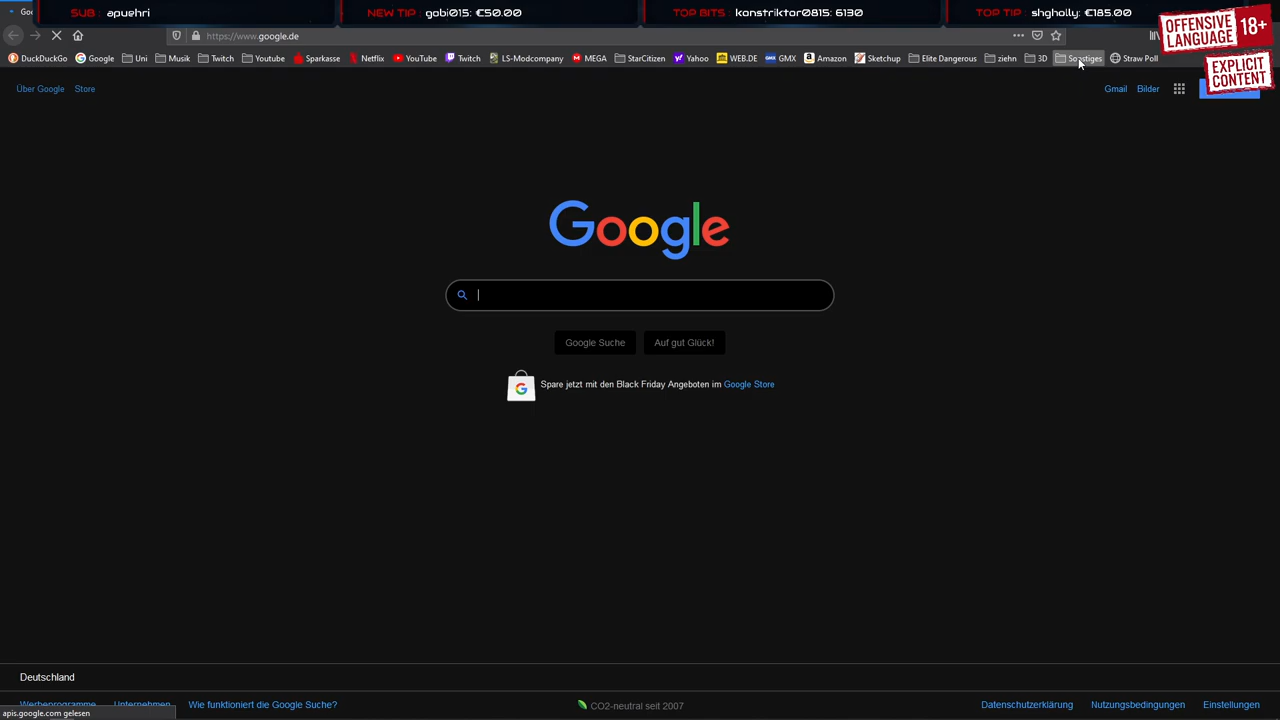 SUB : apuehri
NEW TIP : gobi015: €50.00
TOP BITS : konstriktor0815: 6130
TOP TIP : shgholly: €185.00
OFFENSIVE
LANGUAGE
18+
EXPLICIT
CONTENT
Goo
https://www.google.de
DuckDuckGo Google Uni Musik Twitch Youtube Sparkasse Netflix YouTube Twitch LS-Modcompany MEGA StarCitizen Yahoo WEB.DE GMX Amazon Sketchup Elite Dangerous ziehn 3D Sonstiges Straw Poll
Über Google Store
Gmail Bilder
Google
Google Suche Auf gut Glück!
Spare jetzt mit den Black Friday Angeboten im Google Store
Deutschland
Werbeprogramme Unternehmen Wie funktioniert die Google Suche?
CO2-neutral seit 2007
Datenschutzerklärung Nutzungsbedingungen Einstellungen
apis.google.com gelesen